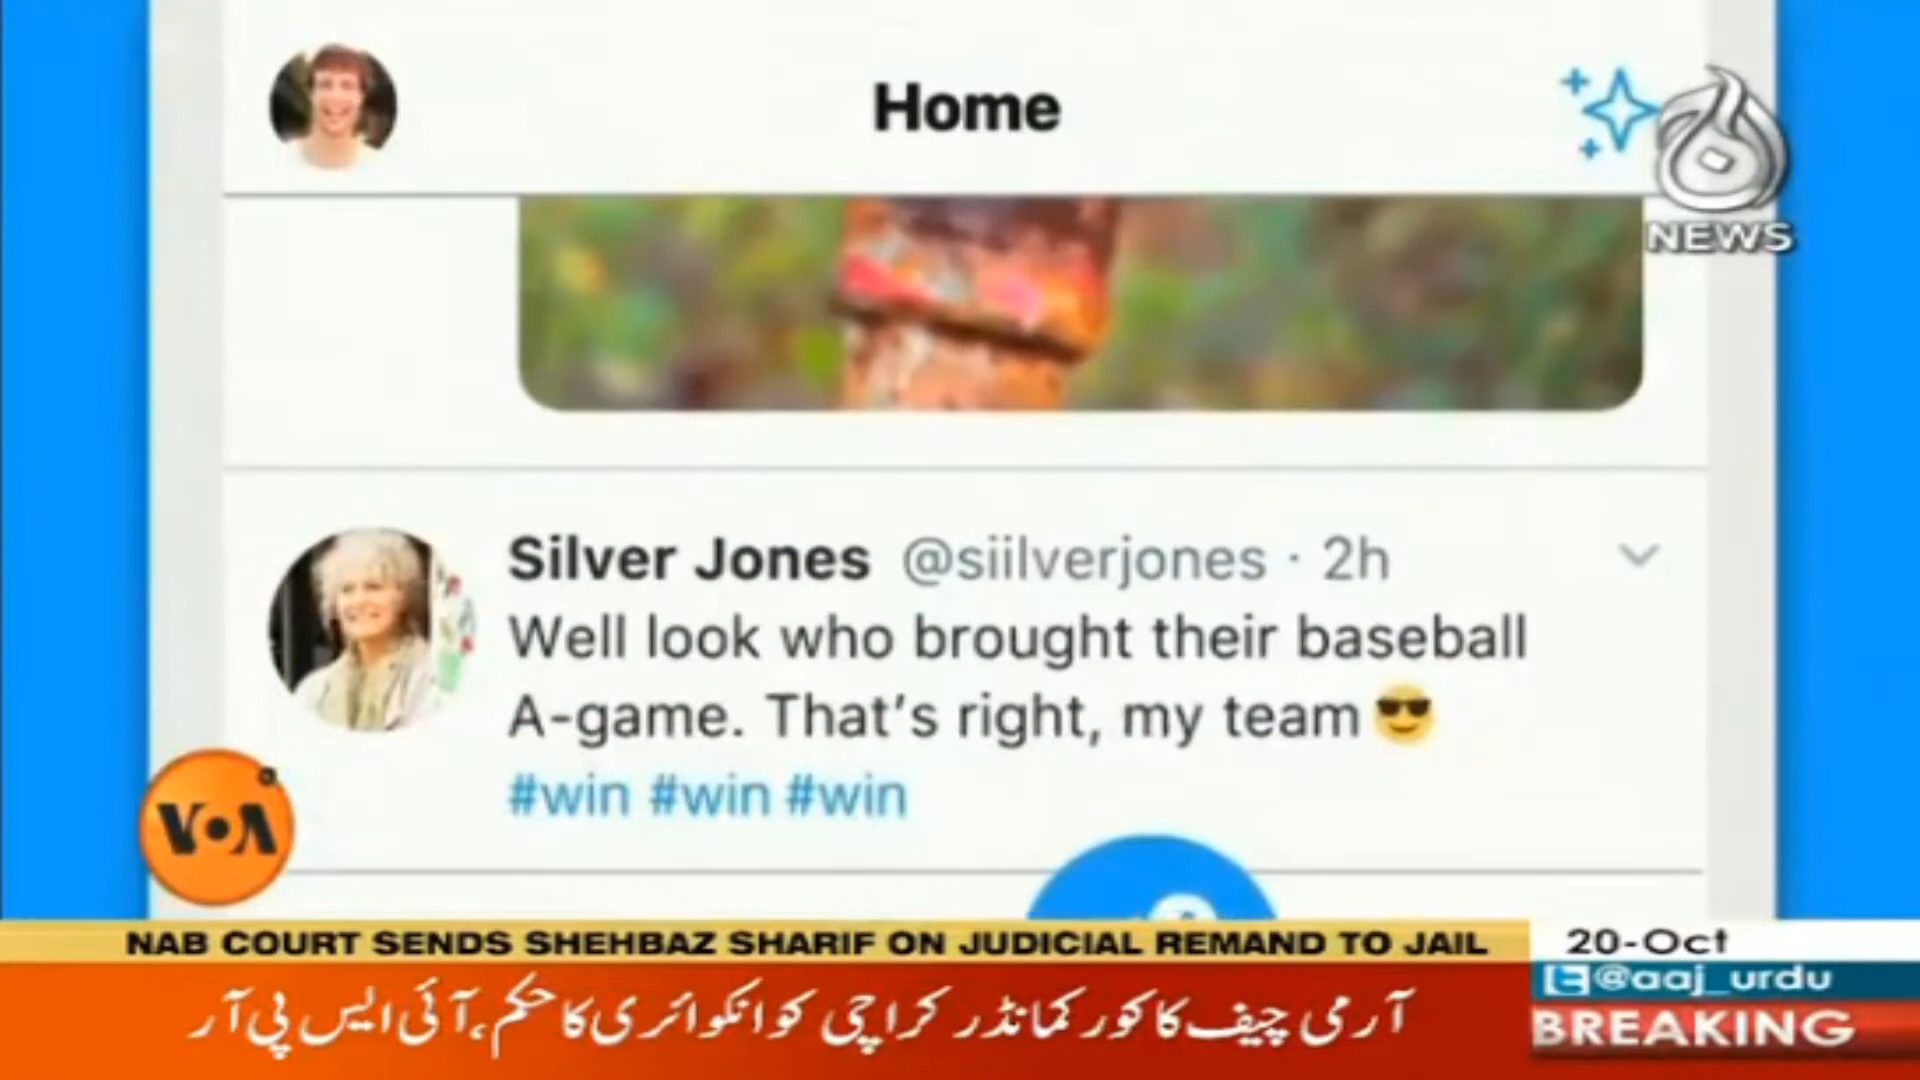 Home
NEWS
Silver Jones @siilverjones · 2h
Well look who brought their baseball
A-game. That's right, my team 😎
#win #win #win
VOA
NAB COURT SENDS SHEHBAZ SHARIF ON JUDICIAL REMAND TO JAIL
20-Oct
@aaj_urdu
آرمی چیف کا کور کمانڈر کراچی کو انکوائری کا حکم، آئی ایس پی آر
BREAKING